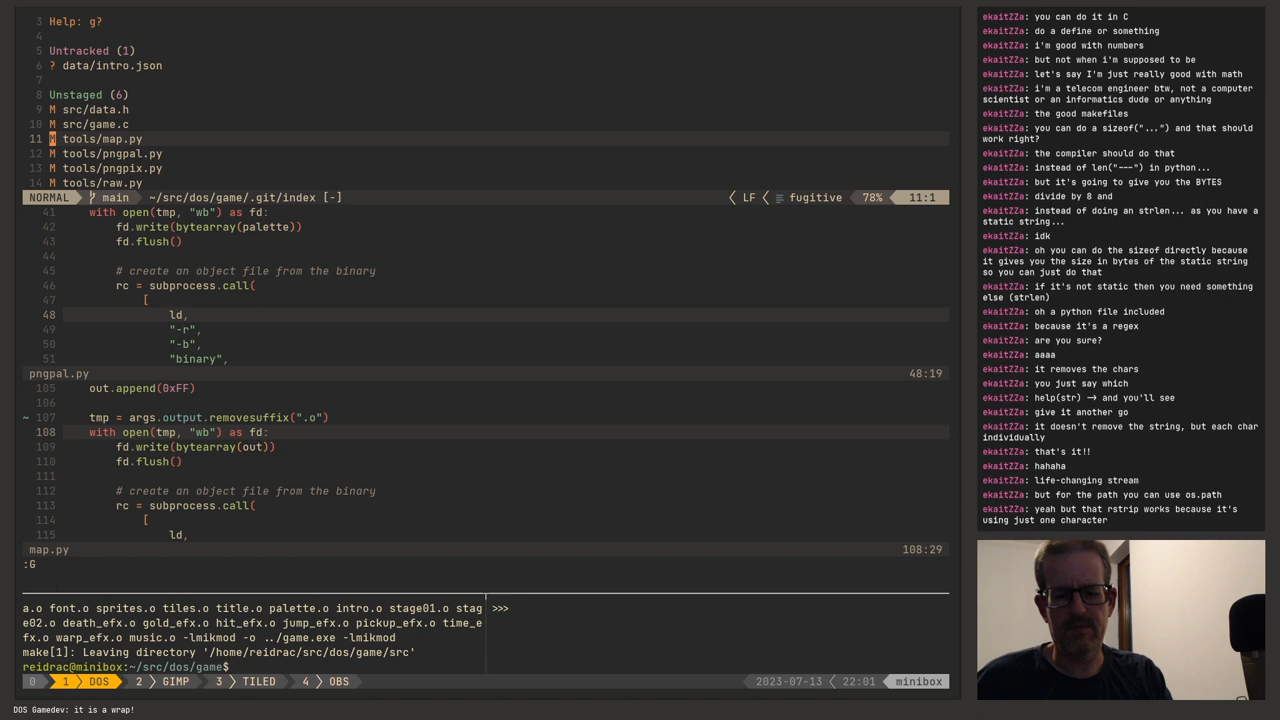 3 Help: g?
4
5 Untracked (1)
6 ? data/intro.json
7
8 Unstaged (6)
9 M src/data.h
10 M src/game.c
11 M tools/map.py
12 M tools/pngpal.py
13 M tools/pngpix.py
14 M tools/raw.py
NORMAL main ~/src/dos/game/.git/index [-] LF fugitive 78% 11:1
41 with open(tmp, "wb") as fd:
42 fd.write(bytearray(palette))
43 fd.flush()
44
45 # create an object file from the binary
46 rc = subprocess.call(
47 [
48 ld,
49 "-r",
50 "-b",
51 "binary",
pngpal.py 48:19
105 out.append(0xFF)
106
~ 107 tmp = args.output.removesuffix(".o")
108 with open(tmp, "wb") as fd:
109 fd.write(bytearray(out))
110 fd.flush()
111
112 # create an object file from the binary
113 rc = subprocess.call(
114 [
115 ld,
map.py 108:29
:G
a.o font.o sprites.o tiles.o title.o palette.o intro.o stage01.o stag
e02.o death_efx.o gold_efx.o hit_efx.o jump_efx.o pickup_efx.o time_e
fx.o warp_efx.o music.o -lmikmod -o ../game.exe -lmikmod
make[1]: Leaving directory '/home/reidrac/src/dos/game/src'
reidrac@minibox:~/src/dos/game$
>>>
0 1 DOS 2 GIMP 3 TILED 4 OBS 2023-07-13 22:01 minibox
DOS Gamedev: it is a wrap!
ekaitZZa: you can do it in C
ekaitZZa: do a define or something
ekaitZZa: i'm good with numbers
ekaitZZa: but not when i'm supposed to be
ekaitZZa: let's say I'm just really good with math
ekaitZZa: i'm a telecom engineer btw, not a computer
scientist or an informatics dude or anything
ekaitZZa: the good makefiles
ekaitZZa: you can do a sizeof("...") and that should
work right?
ekaitZZa: the compiler should do that
ekaitZZa: instead of len("---") in python...
ekaitZZa: but it's going to give you the BYTES
ekaitZZa: divide by 8 and
ekaitZZa: instead of doing an strlen... as you have a
static string...
ekaitZZa: idk
ekaitZZa: oh you can do the sizeof directly because
it gives you the size in bytes of the static string
so you can just do that
ekaitZZa: if it's not static then you need something
else (strlen)
ekaitZZa: oh a python file included
ekaitZZa: because it's a regex
ekaitZZa: are you sure?
ekaitZZa: aaaa
ekaitZZa: it removes the chars
ekaitZZa: you just say which
ekaitZZa: help(str) → and you'll see
ekaitZZa: give it another go
ekaitZZa: it doesn't remove the string, but each char
individually
ekaitZZa: that's it!!
ekaitZZa: hahaha
ekaitZZa: life-changing stream
ekaitZZa: but for the path you can use os.path
ekaitZZa: yeah but that rstrip works because it's
using just one character